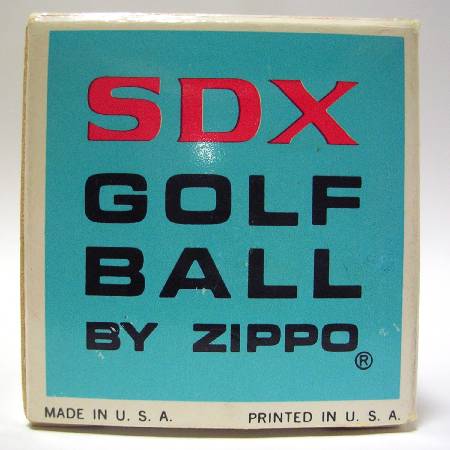 SDX
GOLF
BALL
BY ZIPPO®
MADE IN U. S. A. PRINTED IN U. S. A.